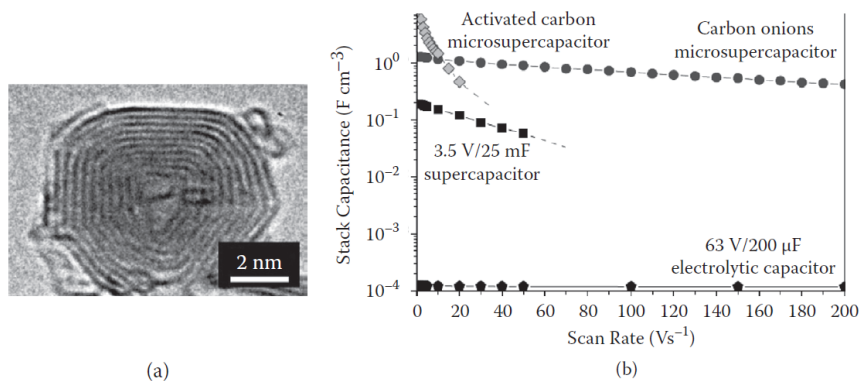 2 nm
(a)
Stack Capacitance (F cm⁻³)
10⁰
10⁻¹
10⁻²
10⁻³
10⁻⁴
Activated carbon
microsupercapacitor
Carbon onions
microsupercapacitor
3.5 V/25 mF
supercapacitor
63 V/200 µF
electrolytic capacitor
0 20 40 60 80 100 120 140 160 180 200
Scan Rate (Vs⁻¹)
(b)